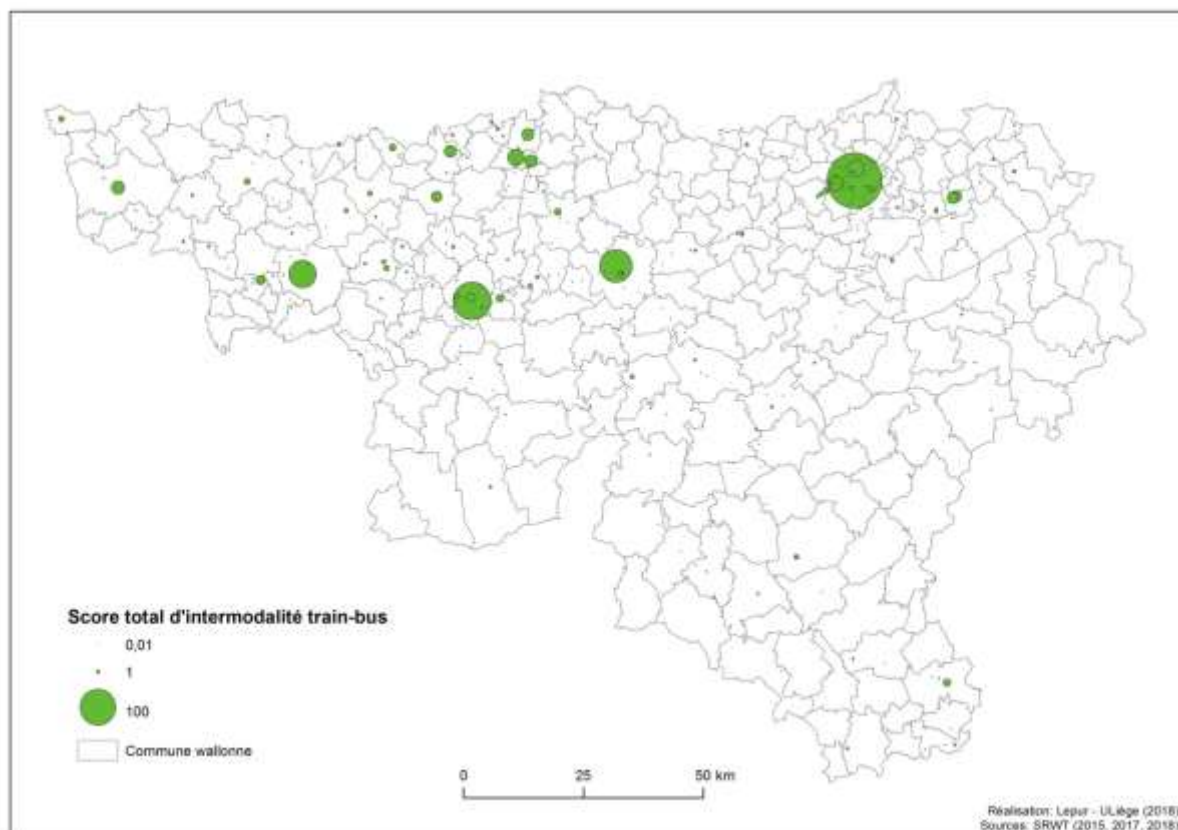 Score total d'intermodalité train-bus
0,01
1
100
Commune wallonne
0 25 50 km
Réalisation: Lepur - ULiège (2018)
Sources: SRWT (2015, 2017, 2018)